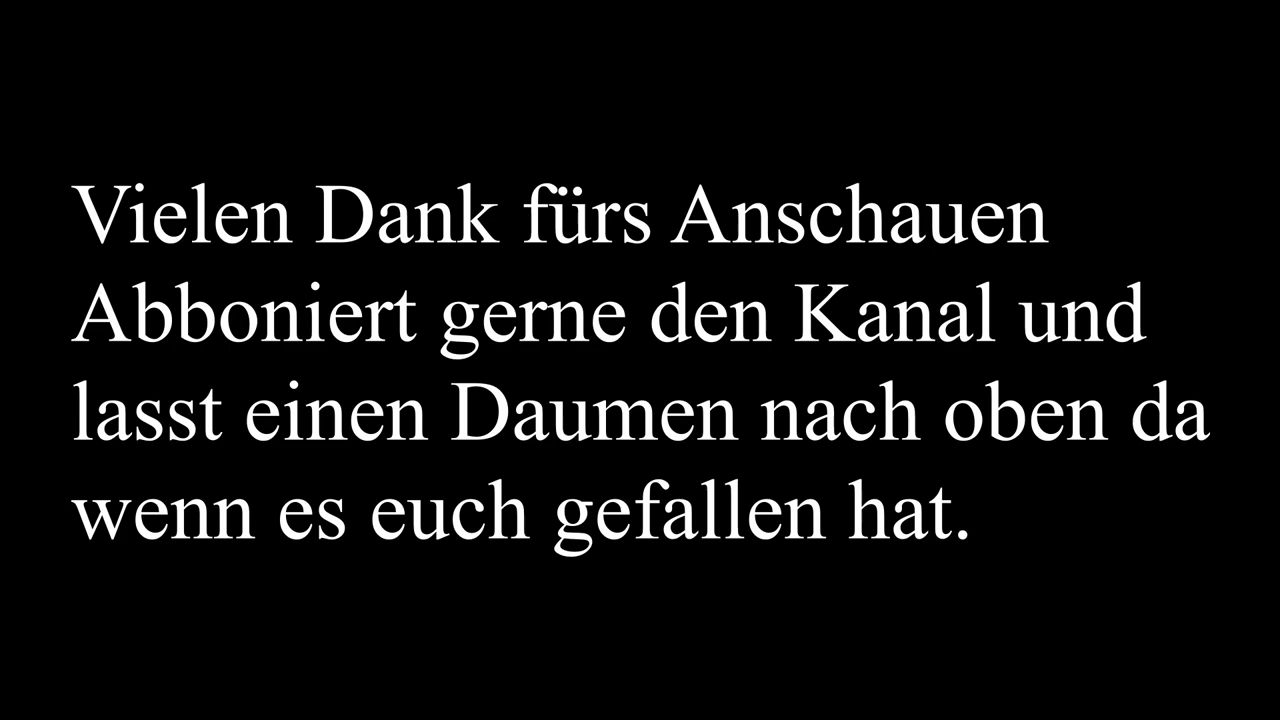 Vielen Dank fürs Anschauen
Abboniert gerne den Kanal und
lasst einen Daumen nach oben da
wenn es euch gefallen hat.